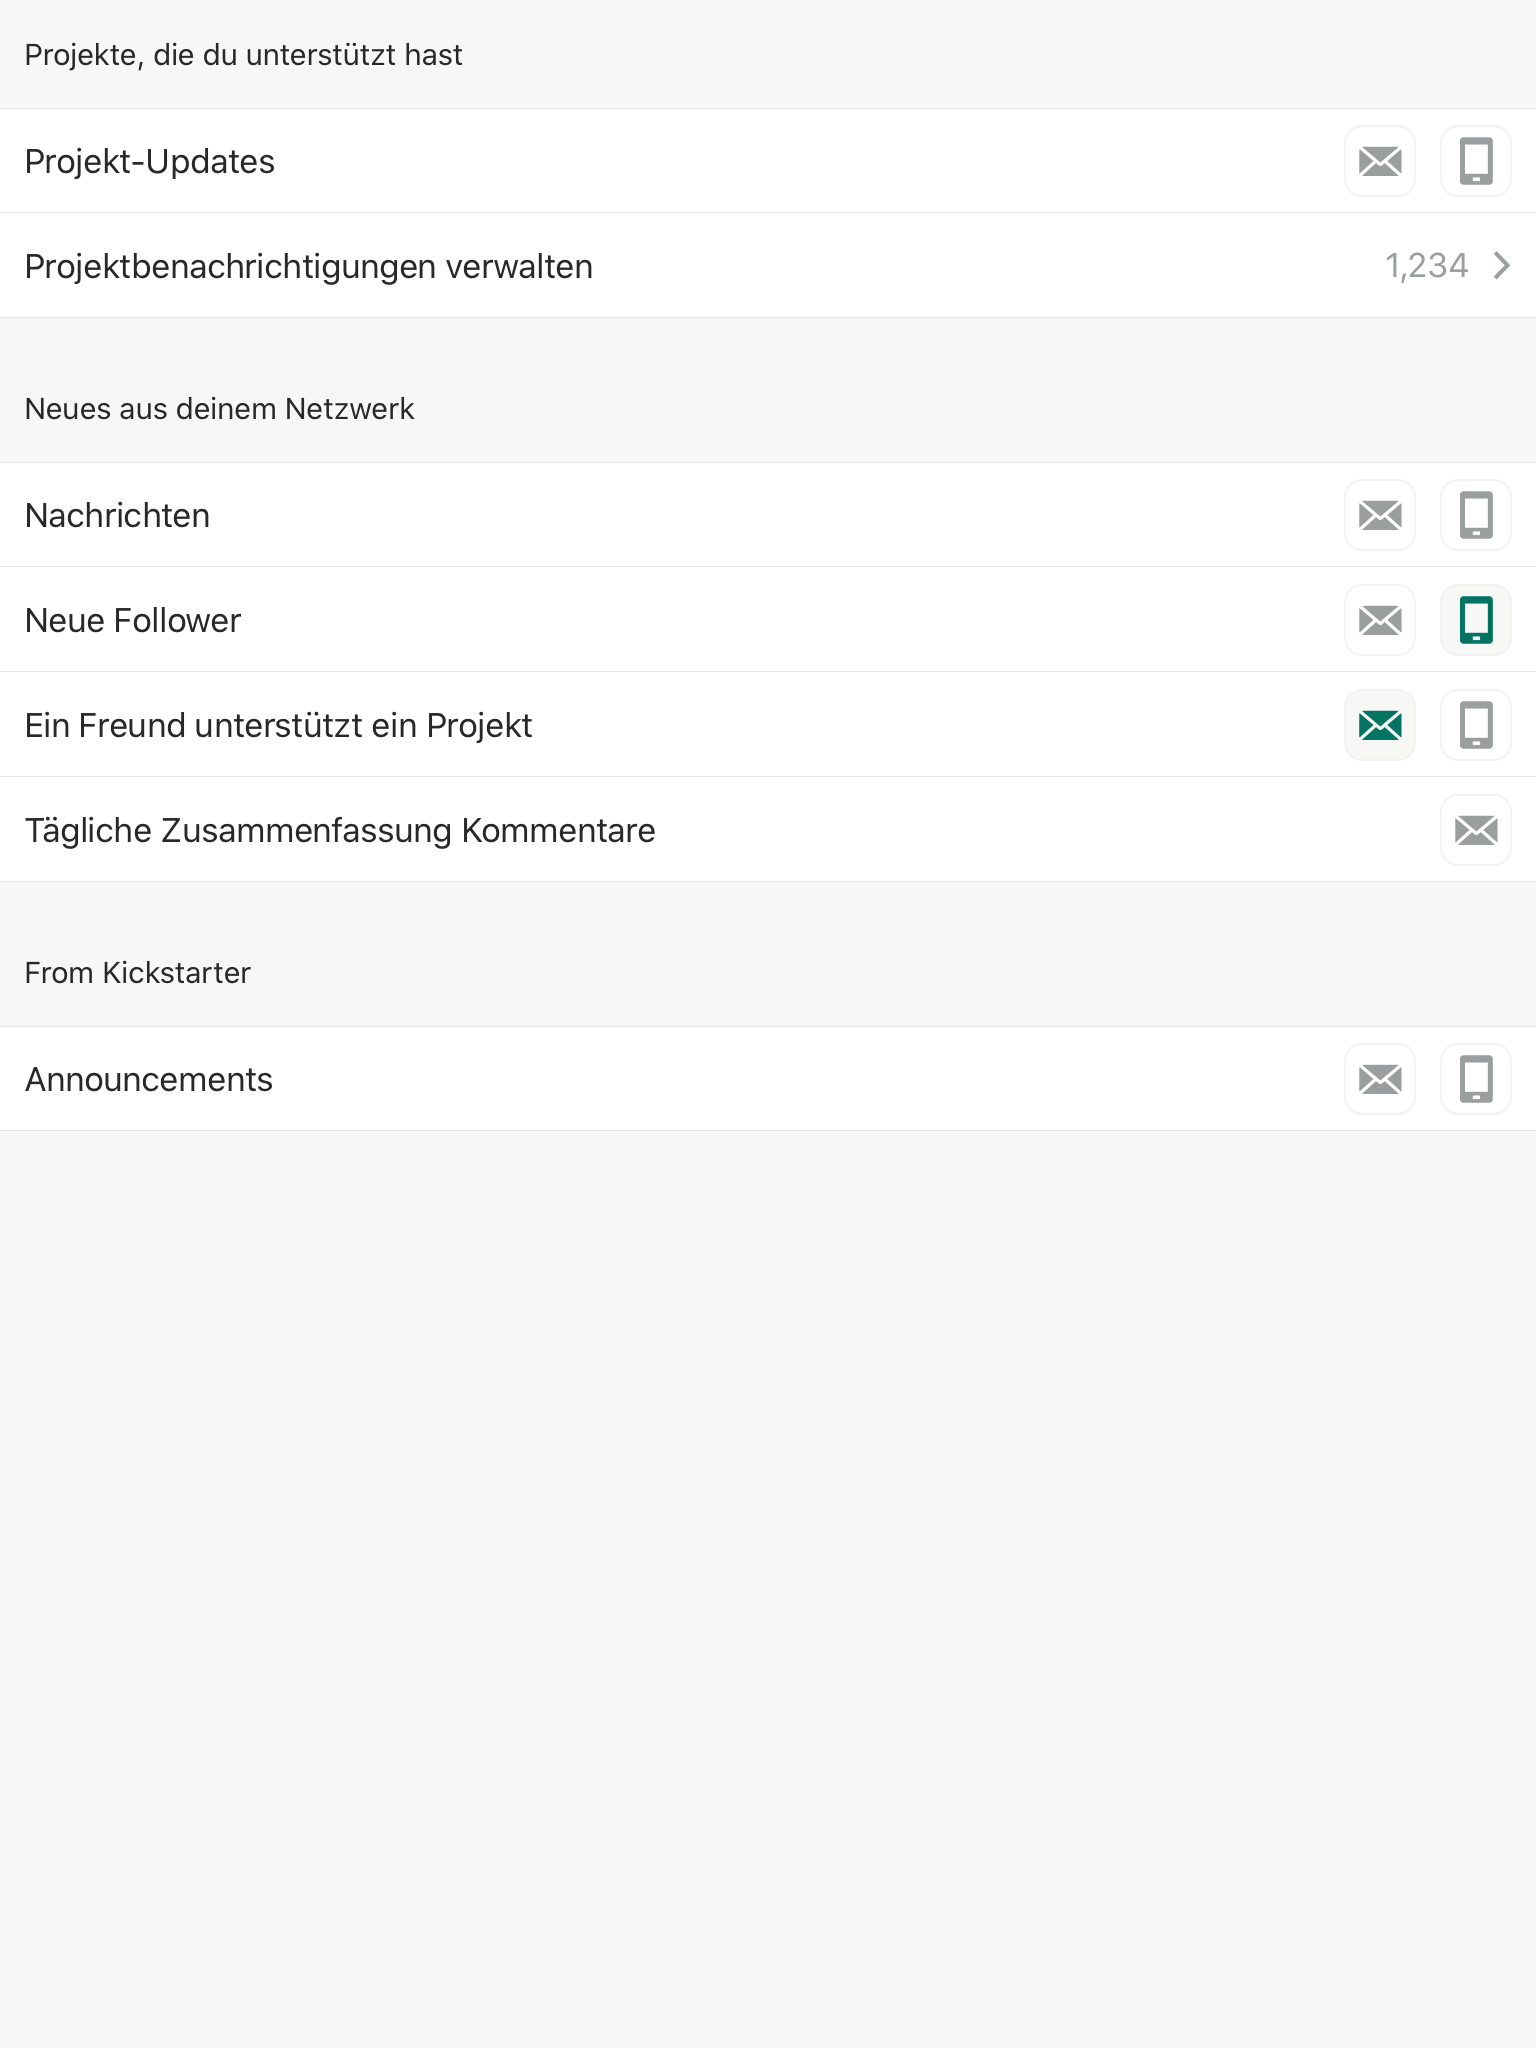 Projekte, die du unterstützt hast
Projekt-Updates
Projektbenachrichtigungen verwalten 1,234
Neues aus deinem Netzwerk
Nachrichten
Neue Follower
Ein Freund unterstützt ein Projekt
Tägliche Zusammenfassung Kommentare
From Kickstarter
Announcements